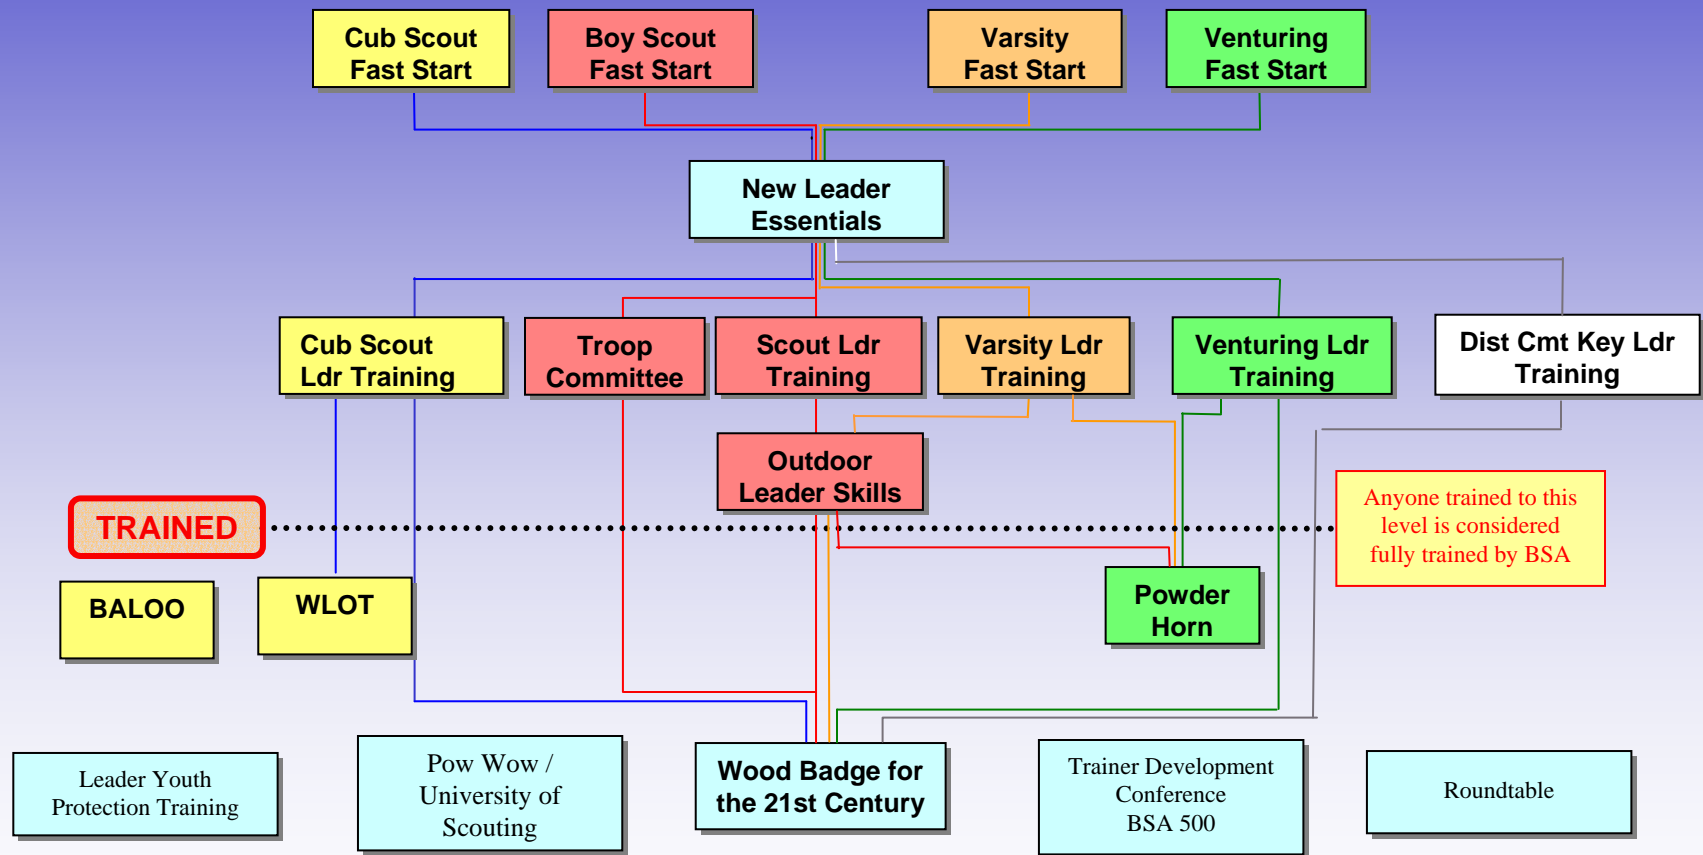 Cub Scout
Fast Start
Boy Scout
Fast Start
Varsity
Fast Start
Venturing
Fast Start
New Leader
Essentials
Cub Scout
Ldr Training
Troop
Committee
Scout Ldr
Training
Varsity Ldr
Training
Venturing Ldr
Training
Dist Cmt Key Ldr
Training
Outdoor
Leader Skills
TRAINED
Anyone trained to this
level is considered
fully trained by BSA
BALOO
WLOT
Powder
Horn
Leader Youth
Protection Training
Pow Wow /
University of
Scouting
Wood Badge for
the 21st Century
Trainer Development
Conference
BSA 500
Roundtable